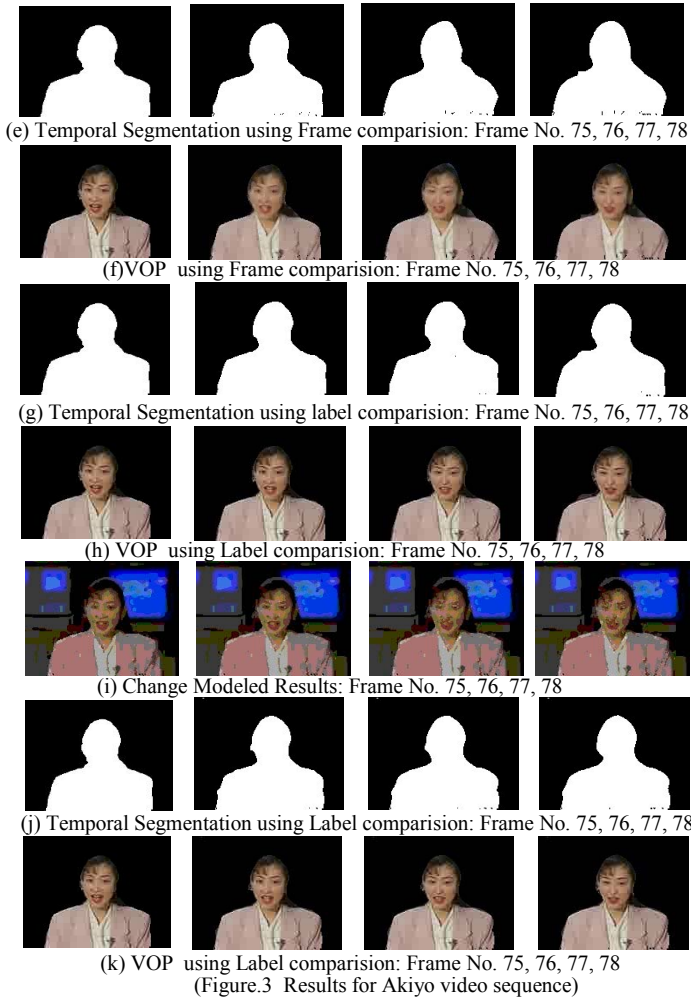 (e) Temporal Segmentation using Frame comparision: Frame No. 75, 76, 77, 78
(f)VOP using Frame comparision: Frame No. 75, 76, 77, 78
(g) Temporal Segmentation using label comparision: Frame No. 75, 76, 77, 78
(h) VOP using Label comparision: Frame No. 75, 76, 77, 78
(i) Change Modeled Results: Frame No. 75, 76, 77, 78
(j) Temporal Segmentation using Label comparision: Frame No. 75, 76, 77, 78
(k) VOP using Label comparision: Frame No. 75, 76, 77, 78
(Figure.3 Results for Akiyo video sequence)